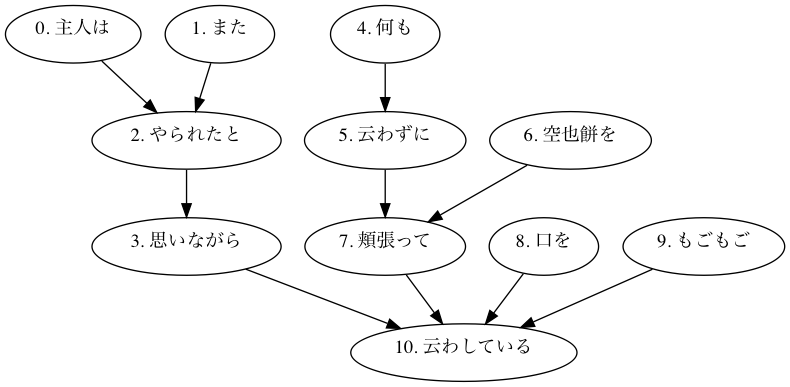 0. 主人は
1. また
4. 何も
2. やられたと
5. 云わずに
6. 空也餅を
3. 思いながら
7. 頬張って
8. 口を
9. もごもご
10. 云わしている